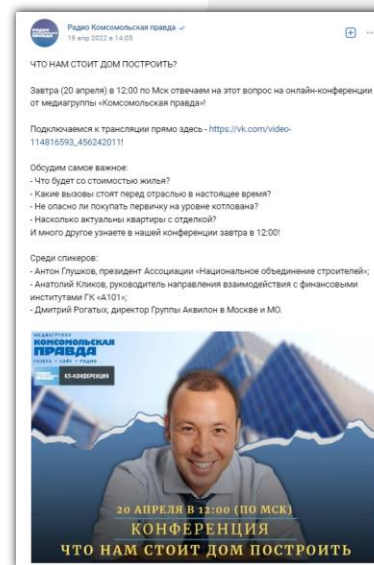 Радио Комсомольская правда
19 апр 2022 в 14:05
ЧТО НАМ СТОИТ ДОМ ПОСТРОИТЬ?
Завтра (20 апреля) в 12:00 по Мск отвечаем на этот вопрос на онлайн-конференции
от медиагруппы «Комсомольская правда»!
Подключаемся к трансляции прямо здесь - https://vk.com/video-
114816593_456242011!
Обсудим самое важное:
- Что будет со стоимостью жилья?
- Какие вызовы стоят перед отраслью в настоящее время?
- Не опасно ли покупать первичку на уровне котлована?
- Насколько актуальны квартиры с отделкой?
И много другое узнаете в нашей конференции завтра в 12:00!
Среди спикеров:
- Антон Глушков, президент Ассоциации «Национальное объединение строителей»;
- Анатолий Кликов, руководитель направления взаимодействия с финансовыми
институтами ГК «А101»;
- Дмитрий Рогатых, директор Группы Аквилон в Москве и МО.
МЕДИАГРУППА
КОМСОМОЛЬСКАЯ
ПРАВДА
ГАЗЕТА · САЙТ · РАДИО
КП-КОНФЕРЕНЦИЯ
20 АПРЕЛЯ В 12:00 (ПО МСК)
КОНФЕРЕНЦИЯ
ЧТО НАМ СТОИТ ДОМ ПОСТРОИТЬ